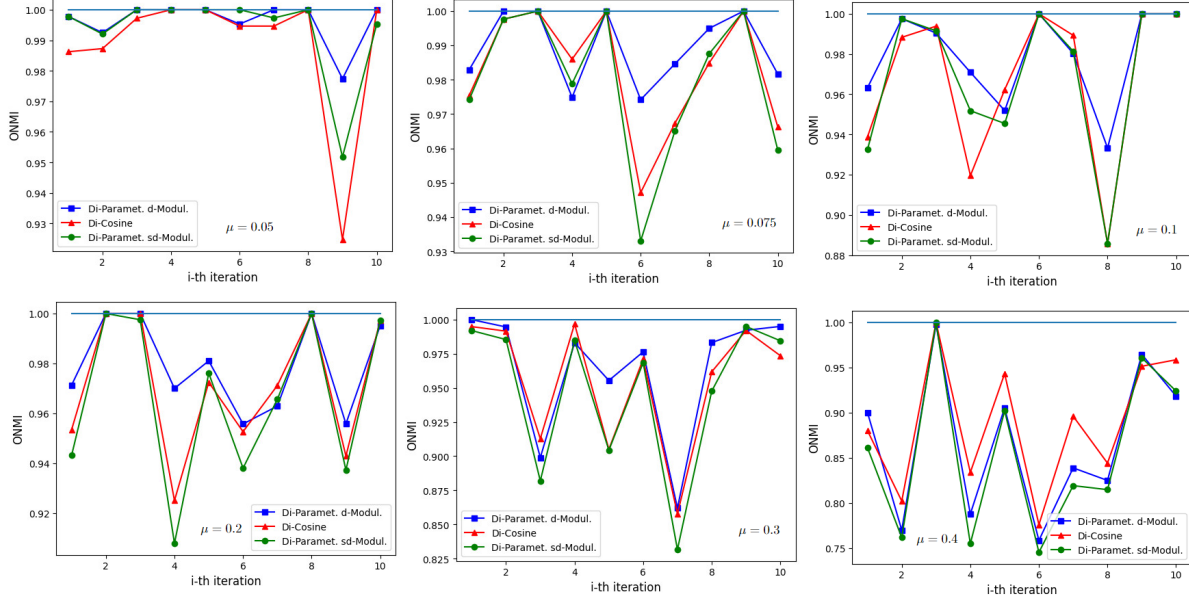 1.00
0.99
0.98
0.97
0.96
0.95
0.94
0.93
ONMI
Di-Paramet. d-Modul.
Di-Cosine
Di-Paramet. sd-Modul.
μ = 0.05
2 4 6 8 10
i-th iteration
1.00
0.99
0.98
0.97
0.96
0.95
0.94
0.93
ONMI
Di-Paramet. d-Modul.
Di-Cosine
Di-Paramet. sd-Modul.
μ = 0.075
2 4 6 8 10
i-th iteration
1.00
0.98
0.96
0.94
0.92
0.90
0.88
ONMI
Di-Paramet. d-Modul.
Di-Cosine
Di-Paramet. sd-Modul.
μ = 0.1
2 4 6 8 10
i-th iteration
1.00
0.98
0.96
0.94
0.92
ONMI
μ = 0.2
Di-Paramet. d-Modul.
Di-Cosine
Di-Paramet. sd-Modul.
2 4 6 8 10
i-th iteration
1.000
0.975
0.950
0.925
0.900
0.875
0.850
0.825
ONMI
Di-Paramet. d-Modul.
Di-Cosine
Di-Paramet. sd-Modul.
μ = 0.3
2 4 6 8 10
i-th iteration
1.00
0.95
0.90
0.85
0.80
0.75
ONMI
μ = 0.4
Di-Paramet. d-Modul.
Di-Cosine
Di-Paramet. sd-Modul.
2 4 6 8 10
i-th iteration